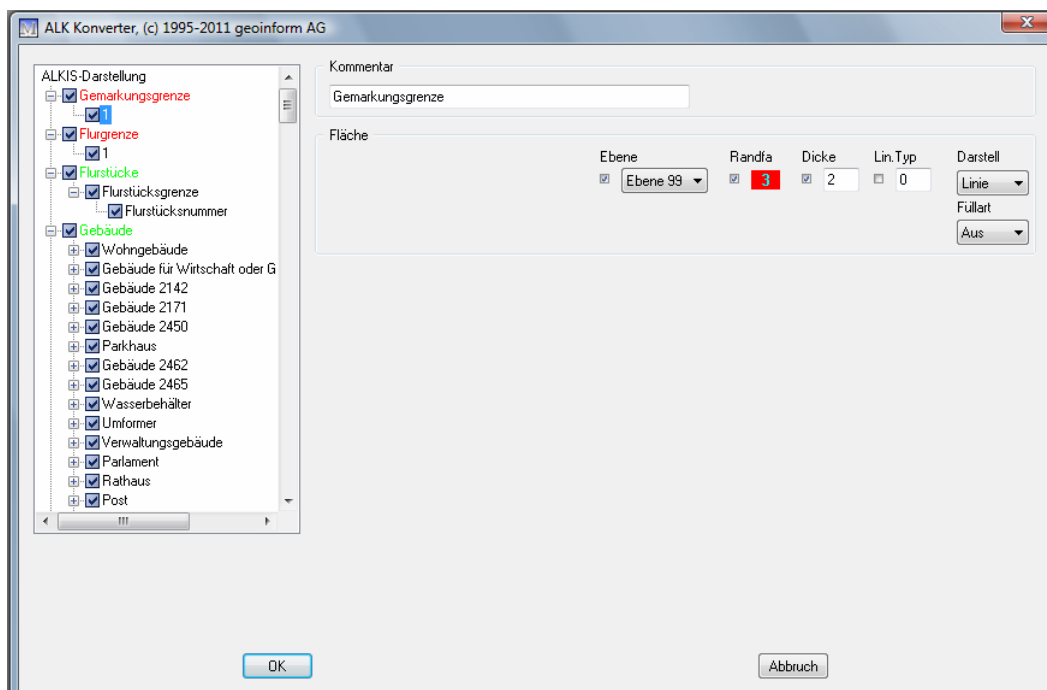 ALK Konverter, (c) 1995-2011 geoinform AG
ALKIS-Darstellung
Gemarkungsgrenze
1
Flurgrenze
1
Flurstücke
Flurstücksgrenze
Flurstücksnummer
Gebäude
Wohngebäude
Gebäude für Wirtschaft oder G
Gebäude 2142
Gebäude 2171
Gebäude 2450
Parkhaus
Gebäude 2462
Gebäude 2465
Wasserbehälter
Umformer
Verwaltungsgebäude
Parlament
Rathaus
Post
Kommentar
Gemarkungsgrenze
Fläche
Ebene Randfa Dicke Lin.Typ Darstell
Ebene 99 3 2 0 Linie
Füllart
Aus
OK Abbruch